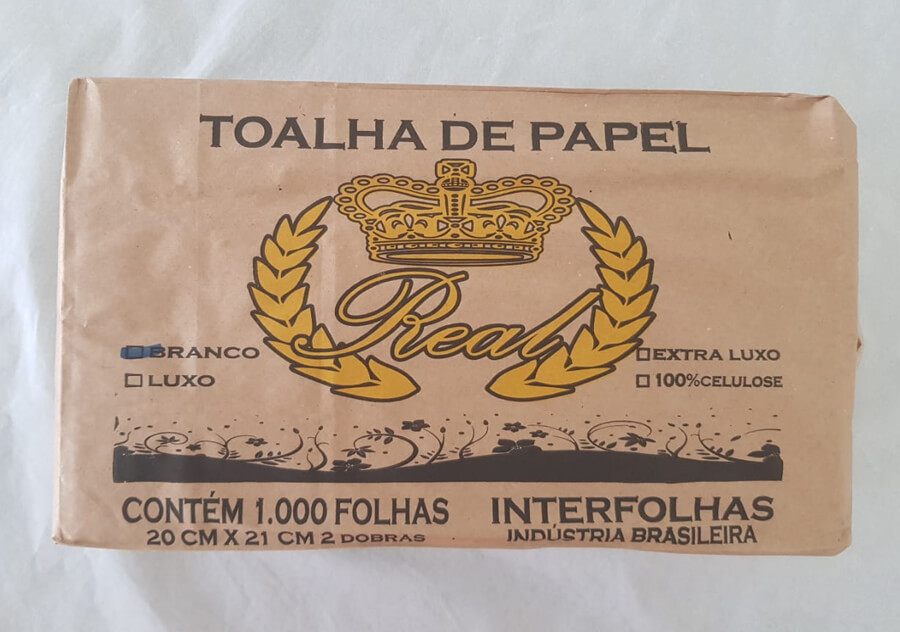 TOALHA DE PAPEL
Real
BRANCO
LUXO
EXTRA LUXO
100%CELULOSE
CONTÉM 1.000 FOLHAS
20 CM X 21 CM 2 DOBRAS
INTERFOLHAS
INDÚSTRIA BRASILEIRA